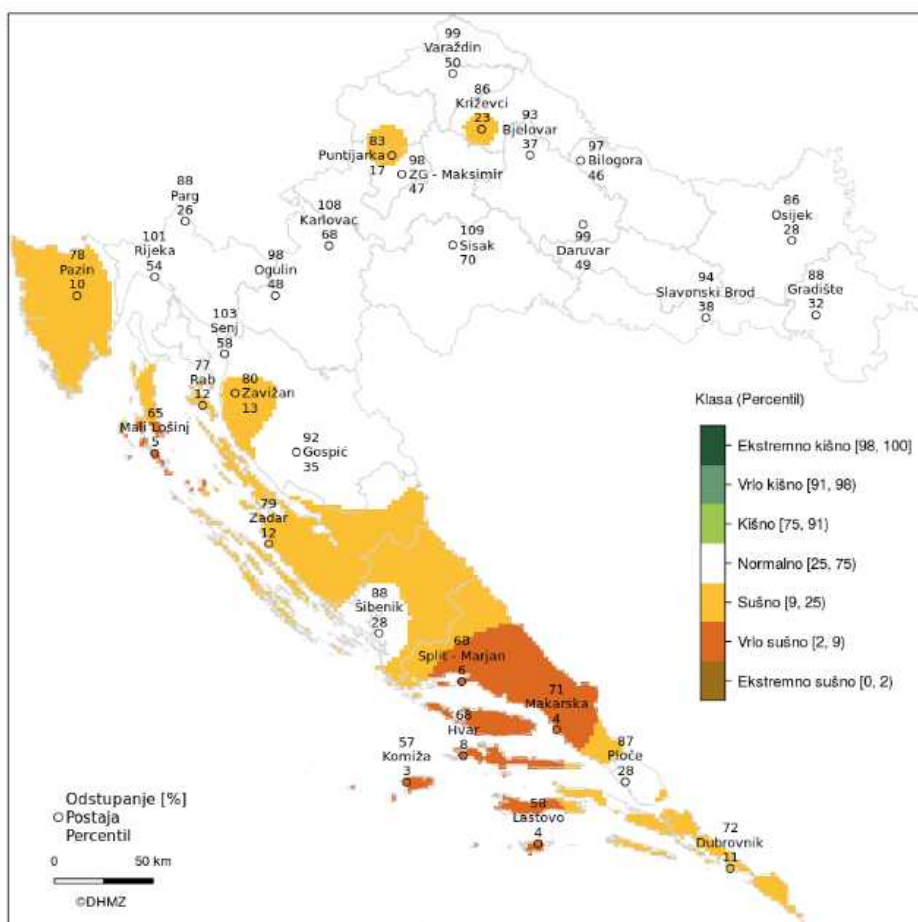 99
Varaždin
50
86
Križevci
23
93
Bjelovar
37
83
Puntijarka
17
98
ZG - Maksimir
47
97
Bilogora
46
88
Parg
26
108
Karlovac
68
86
Osijek
28
101
Rijeka
54
98
Ogulin
48
109
Sisak
70
99
Daruvar
49
78
Pazin
10
94
Slavonski Brod
38
88
Gradište
32
103
Senj
58
77
Rab
12
80
Zavižan
13
65
Mali Lošinj
5
92
Gospić
35
79
Zadar
12
88
Šibenik
28
68
Split - Marjan
6
71
Makarska
4
68
Hvar
8
57
Komiža
3
87
Ploče
28
58
Lastovo
4
72
Dubrovnik
11
Klasa (Percentil)
Ekstremno kišno [98, 100]
Vrlo kišno [91, 98)
Kišno [75, 91)
Normalno [25, 75)
Sušno [9, 25)
Vrlo sušno [2, 9)
Ekstremno sušno [0, 2)
Odstupanje [%]
Postaja
Percentil
0 50 km
©DHMZ